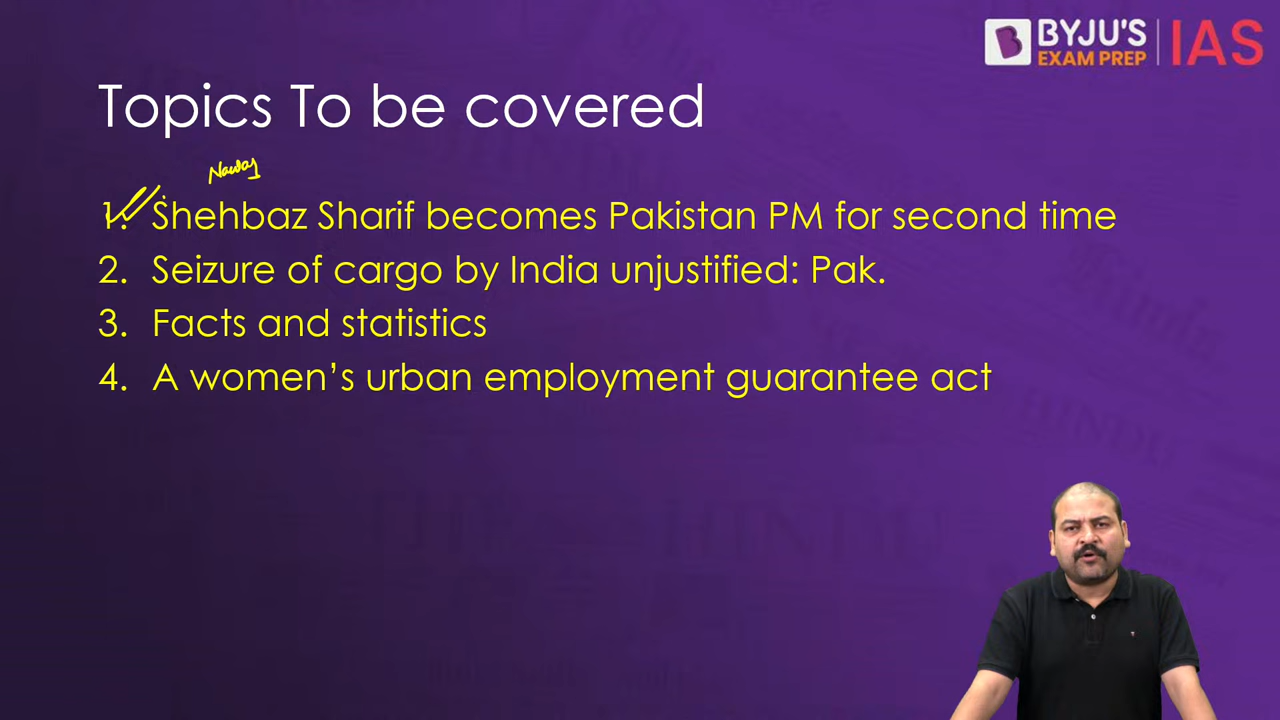 BYJU'S IAS
EXAM PREP
Topics To be covered
Nawaz
1. Shehbaz Sharif becomes Pakistan PM for second time
2. Seizure of cargo by India unjustified: Pak.
3. Facts and statistics
4. A women's urban employment guarantee act